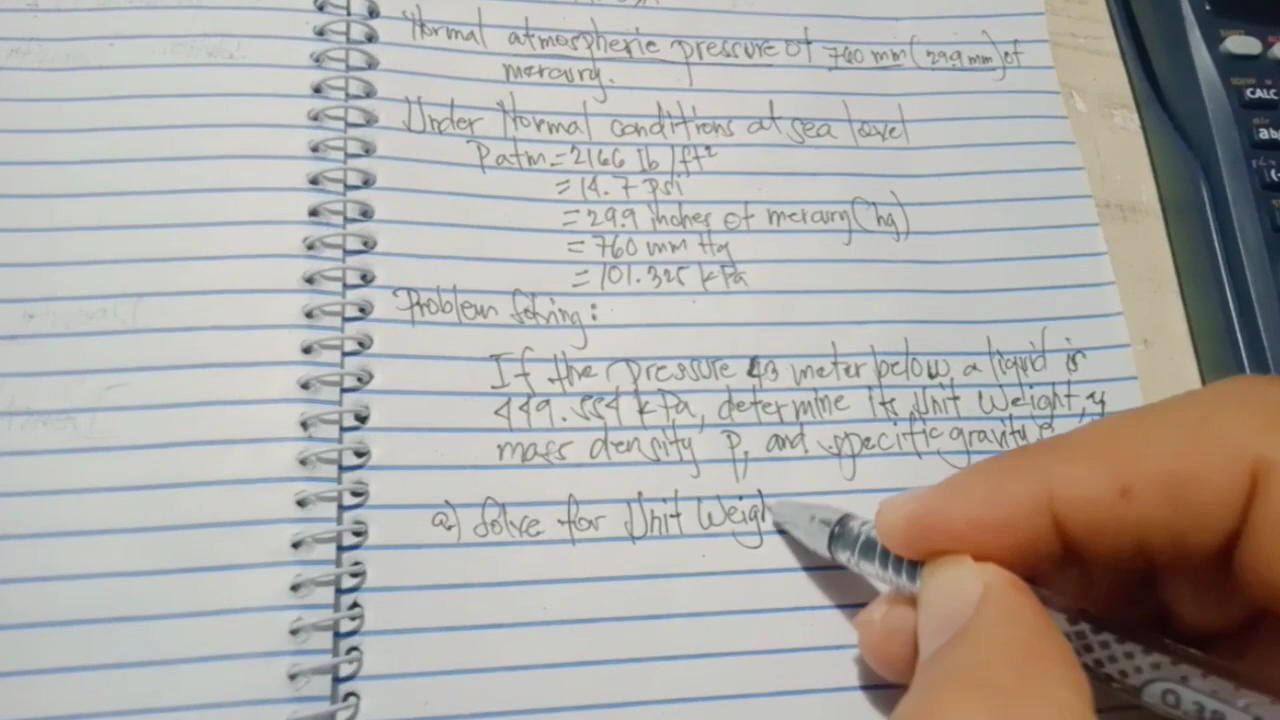 Normal atmospheric pressure of 760 mm (29.9 mm) of
mercury.
Under Normal conditions at sea level
Patm = 2166 lb/ft²
= 14.7 psi
= 29.9 inches of mercury (hg)
= 760 mm Hg
= 101.325 kPa
Problem Solving:
If the pressure 43 meter below a liquid is
449.554 kPa, determine its Unit Weight, γ
mass density ρ, and specific gravity
a.) Solve for Unit Weigh
CALC